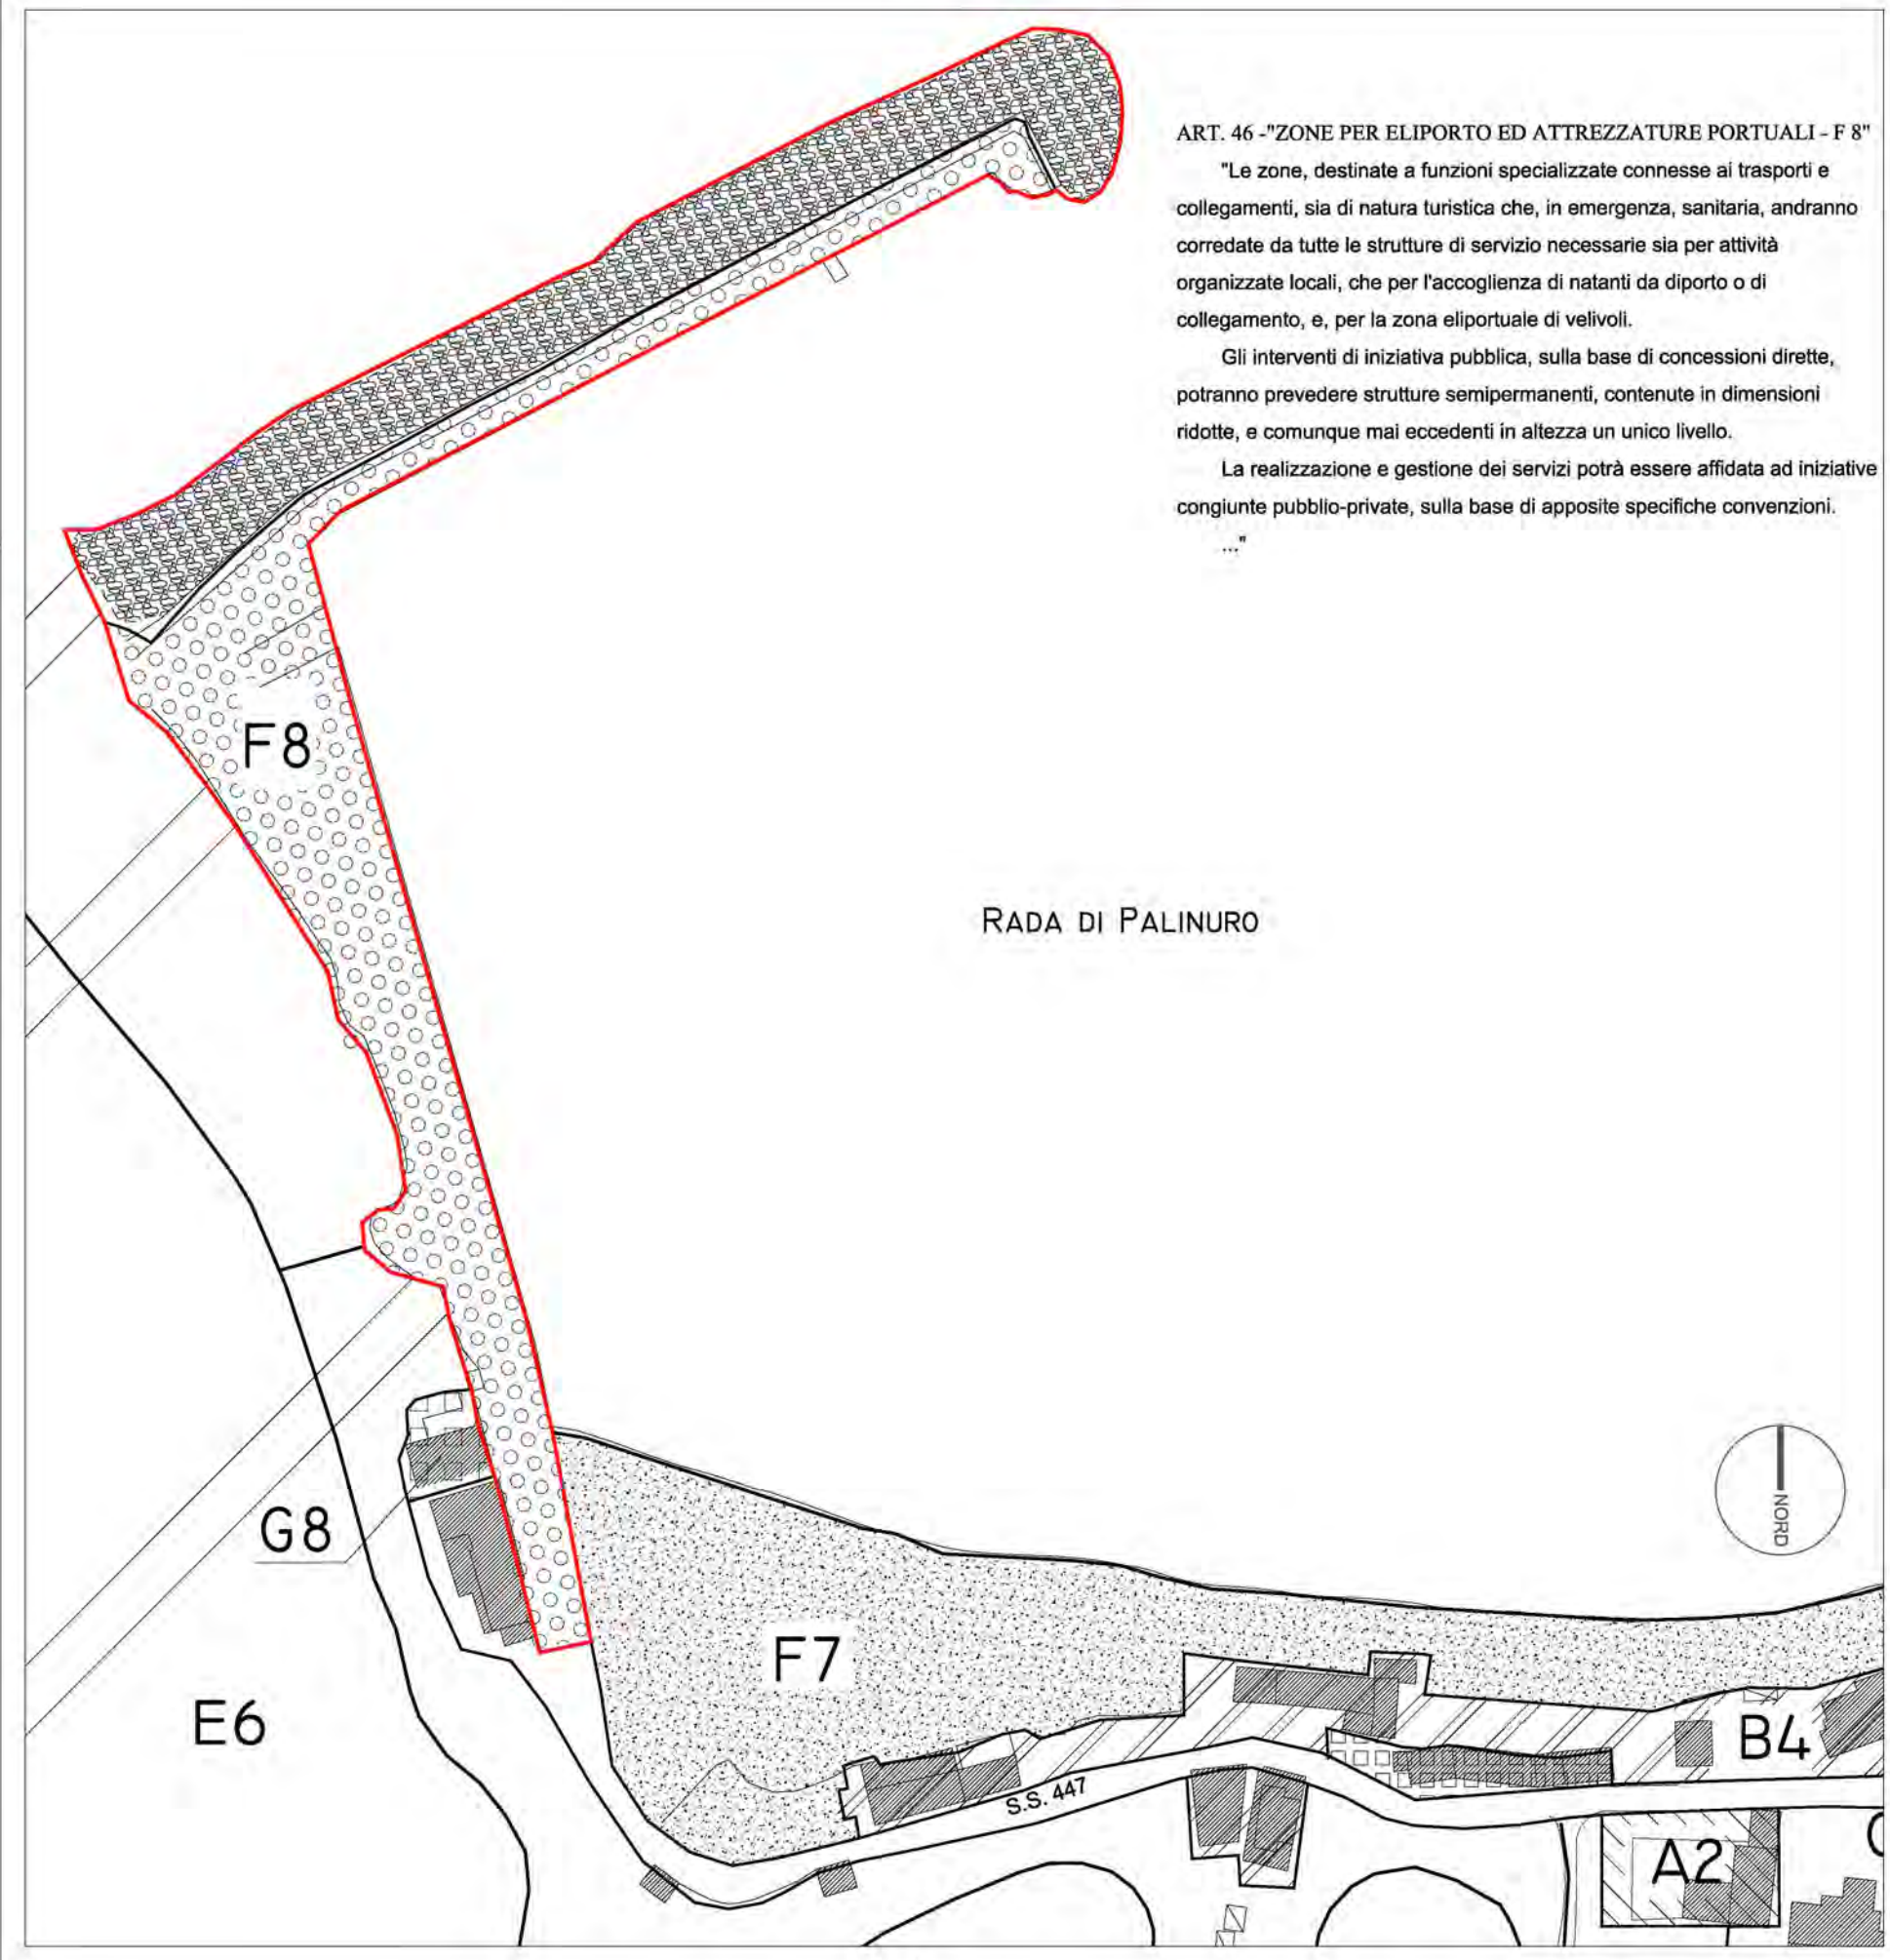 ART. 46 -"ZONE PER ELIPORTO ED ATTREZZATURE PORTUALI - F 8"
"Le zone, destinate a funzioni specializzate connesse ai trasporti e
collegamenti, sia di natura turistica che, in emergenza, sanitaria, andranno
corredate da tutte le strutture di servizio necessarie sia per attività
organizzate locali, che per l'accoglienza di natanti da diporto o di
collegamento, e, per la zona eliportuale di velivoli.
Gli interventi di iniziativa pubblica, sulla base di concessioni dirette,
potranno prevedere strutture semipermanenti, contenute in dimensioni
ridotte, e comunque mai eccedenti in altezza un unico livello.
La realizzazione e gestione dei servizi potrà essere affidata ad iniziative
congiunte pubblio-private, sulla base di apposite specifiche convenzioni.
..."
F8
RADA DI PALINURO
NORD
G8
F7
E6
B4
S.S. 447
A2